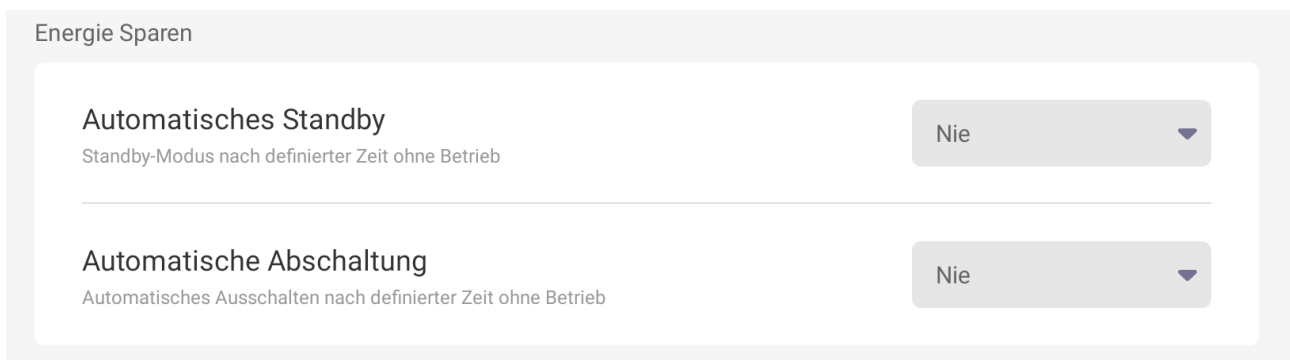 Energie Sparen
Automatisches Standby
Nie
Standby-Modus nach definierter Zeit ohne Betrieb
Automatische Abschaltung
Nie
Automatisches Ausschalten nach definierter Zeit ohne Betrieb